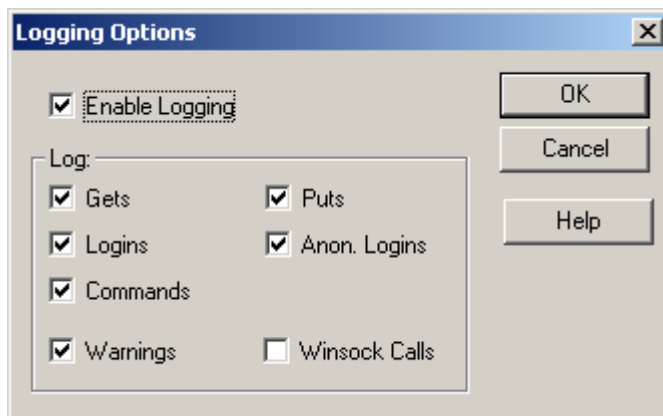 Logging Options
Enable Logging
OK
Cancel
Help
Log:
Gets
Puts
Logins
Anon. Logins
Commands
Warnings
Winsock Calls